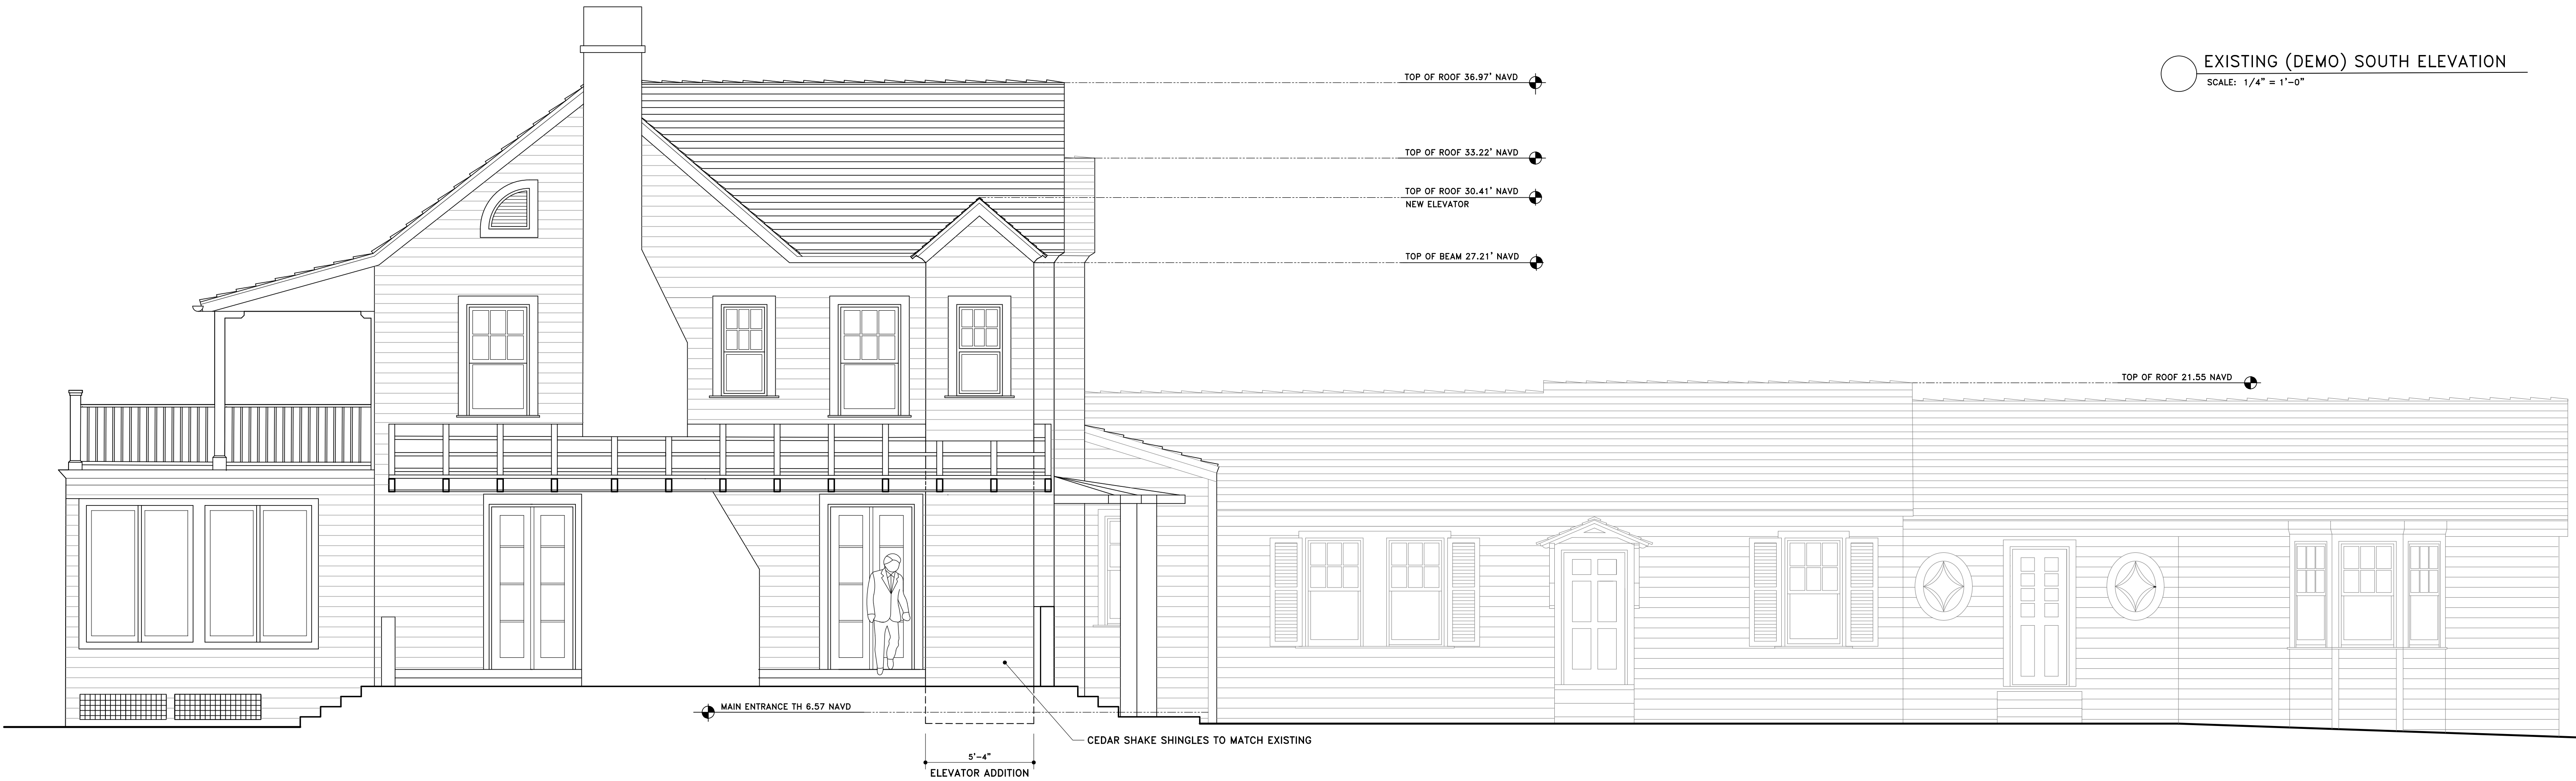 EXISTING (DEMO) SOUTH ELEVATION
SCALE: 1/4" = 1'-0"
TOP OF ROOF 36.97' NAVD
TOP OF ROOF 33.22' NAVD
TOP OF ROOF 30.41' NAVD
NEW ELEVATOR
TOP OF BEAM 27.21' NAVD
TOP OF ROOF 21.55 NAVD
MAIN ENTRANCE TH 6.57 NAVD
CEDAR SHAKE SHINGLES TO MATCH EXISTING
5'-4"
ELEVATOR ADDITION